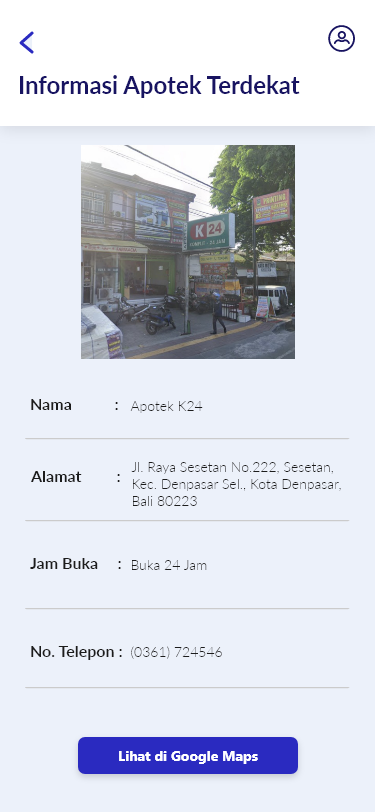 Informasi Apotek Terdekat
K24
Nama : Apotek K24
Alamat : Jl. Raya Sesetan No.222, Sesetan,
Kec. Denpasar Sel., Kota Denpasar,
Bali 80223
Jam Buka : Buka 24 Jam
No. Telepon : (0361) 724546
Lihat di Google Maps